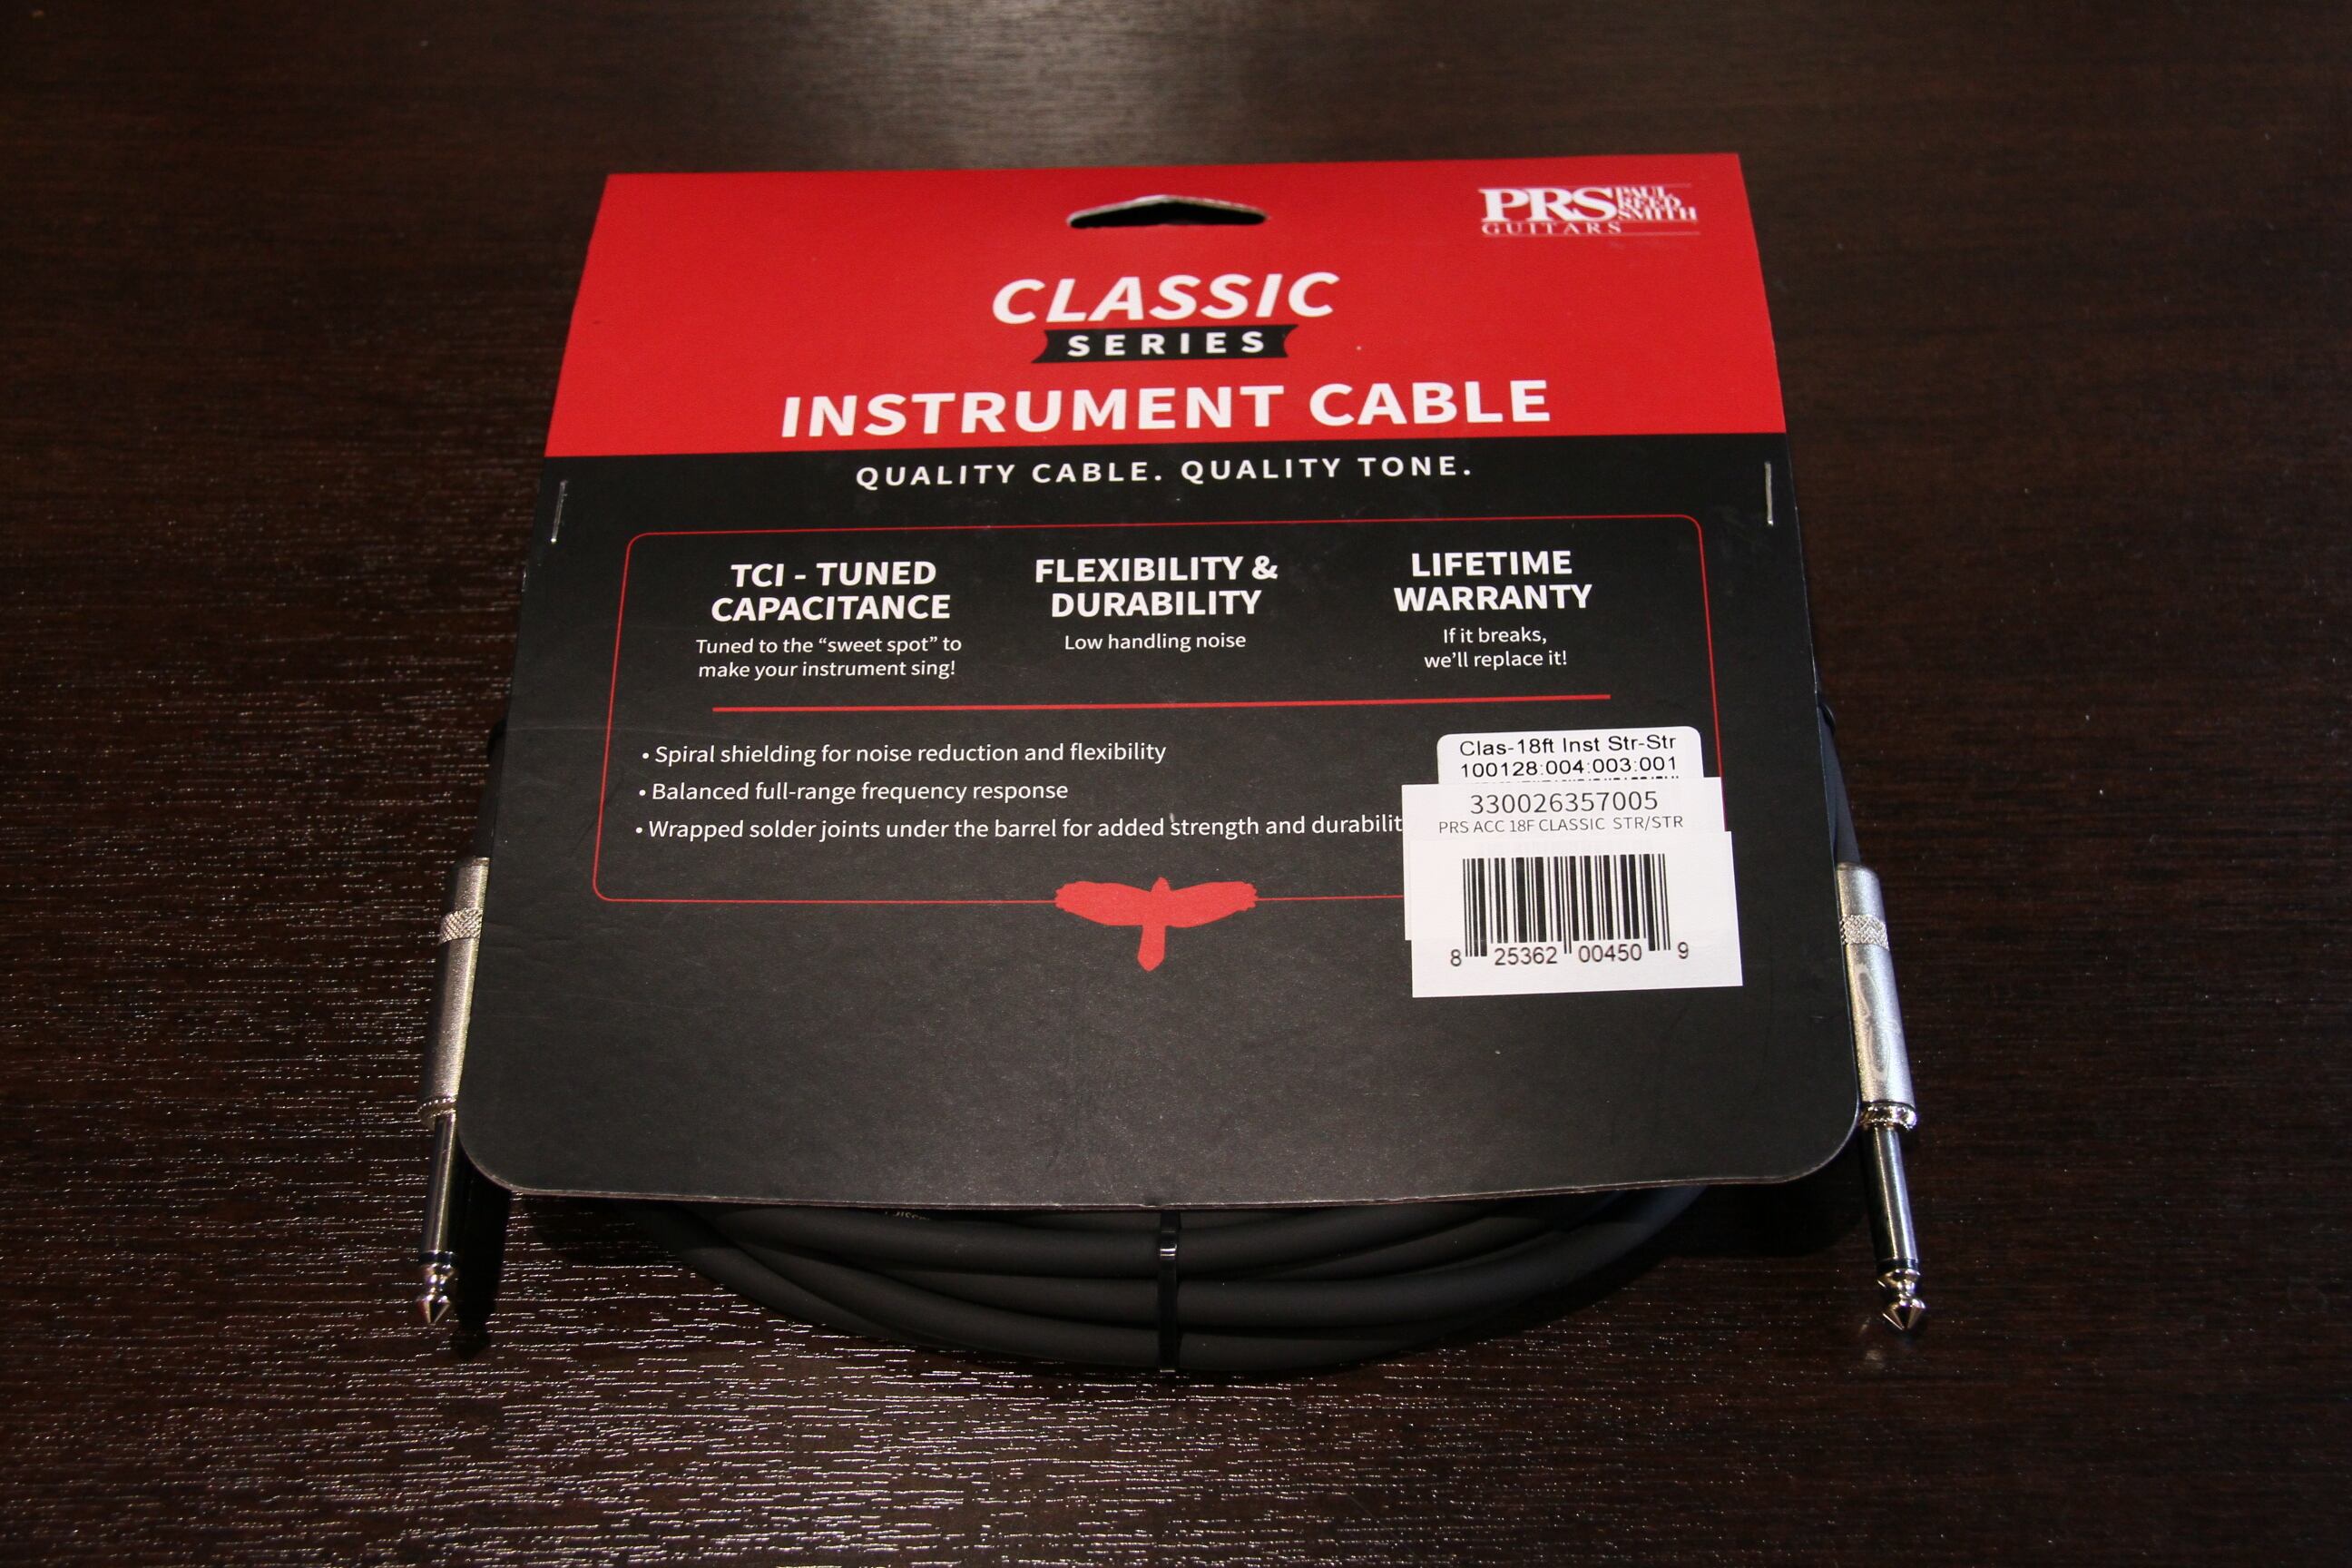 PRS PAUL REED SMITH
GUITARS
CLASSIC
SERIES
INSTRUMENT CABLE
QUALITY CABLE. QUALITY TONE.
TCI - TUNED
CAPACITANCE
Tuned to the “sweet spot” to
make your instrument sing!
FLEXIBILITY &
DURABILITY
Low handling noise
LIFETIME
WARRANTY
If it breaks,
we’ll replace it!
• Spiral shielding for noise reduction and flexibility
• Balanced full-range frequency response
• Wrapped solder joints under the barrel for added strength and durabilit
Clas-18ft Inst Str-Str
100128:004:003:001
330026357005
PRS ACC 18F CLASSIC STR/STR
8 25362 00450 9